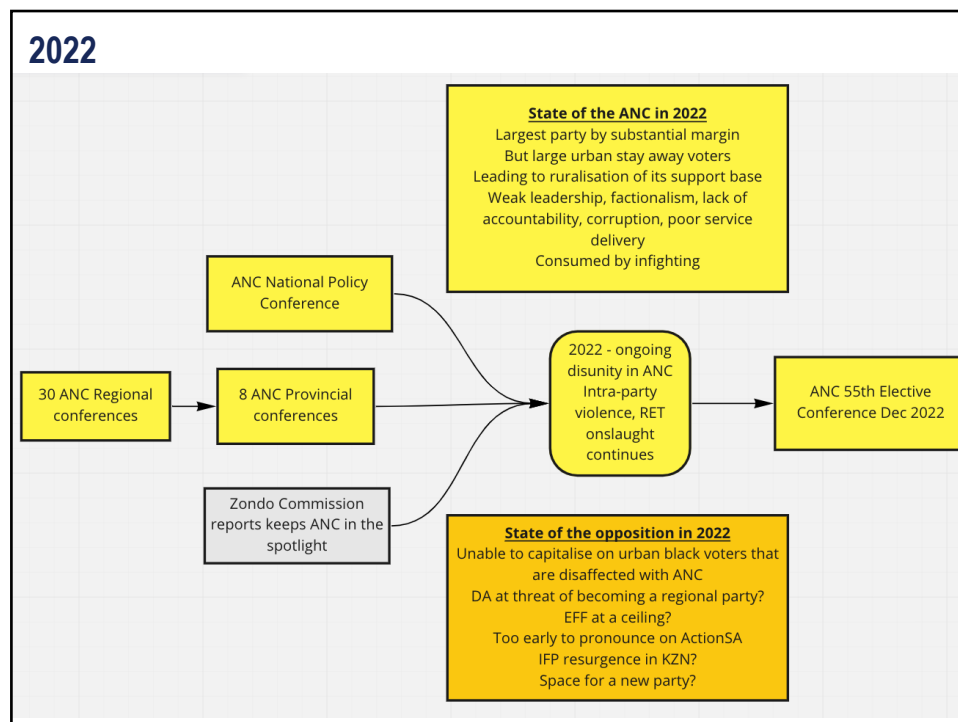 2022
State of the ANC in 2022
Largest party by substantial margin
But large urban stay away voters
Leading to ruralisation of its support base
Weak leadership, factionalism, lack of
accountability, corruption, poor service
delivery
Consumed by infighting
ANC National Policy
Conference
30 ANC Regional
conferences
8 ANC Provincial
conferences
Zondo Commission
reports keeps ANC in the
spotlight
2022 - ongoing
disunity in ANC
Intra-party
violence, RET
onslaught
continues
ANC 55th Elective
Conference Dec 2022
State of the opposition in 2022
Unable to capitalise on urban black voters that
are disaffected with ANC
DA at threat of becoming a regional party?
EFF at a ceiling?
Too early to pronounce on ActionSA
IFP resurgence in KZN?
Space for a new party?